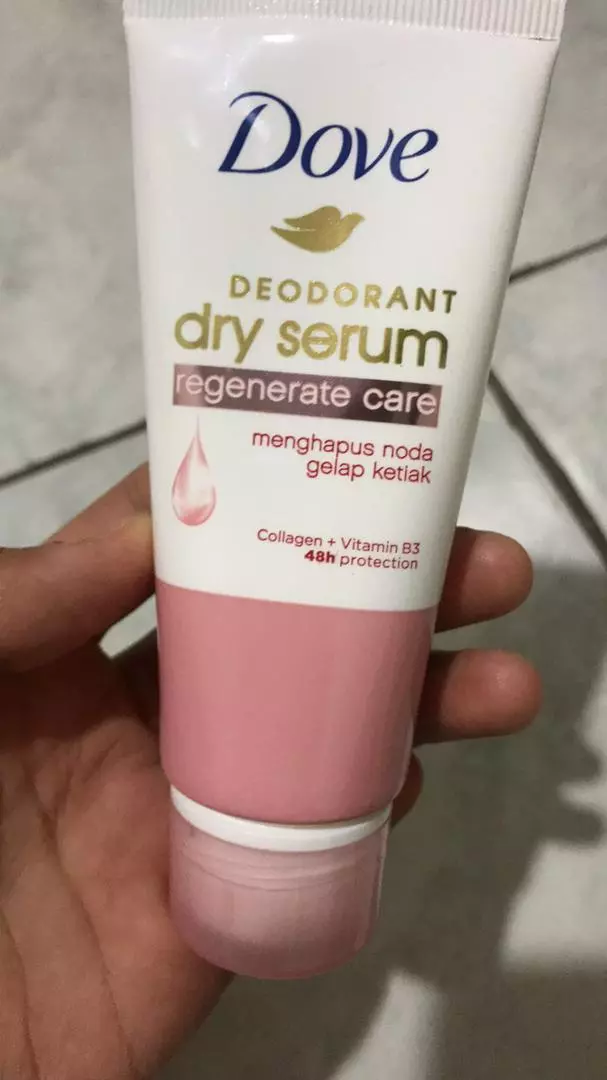 Dove
DEODORANT
dry serum
regenerate care
menghapus noda
gelap ketiak
Collagen + Vitamin B3
48h protection